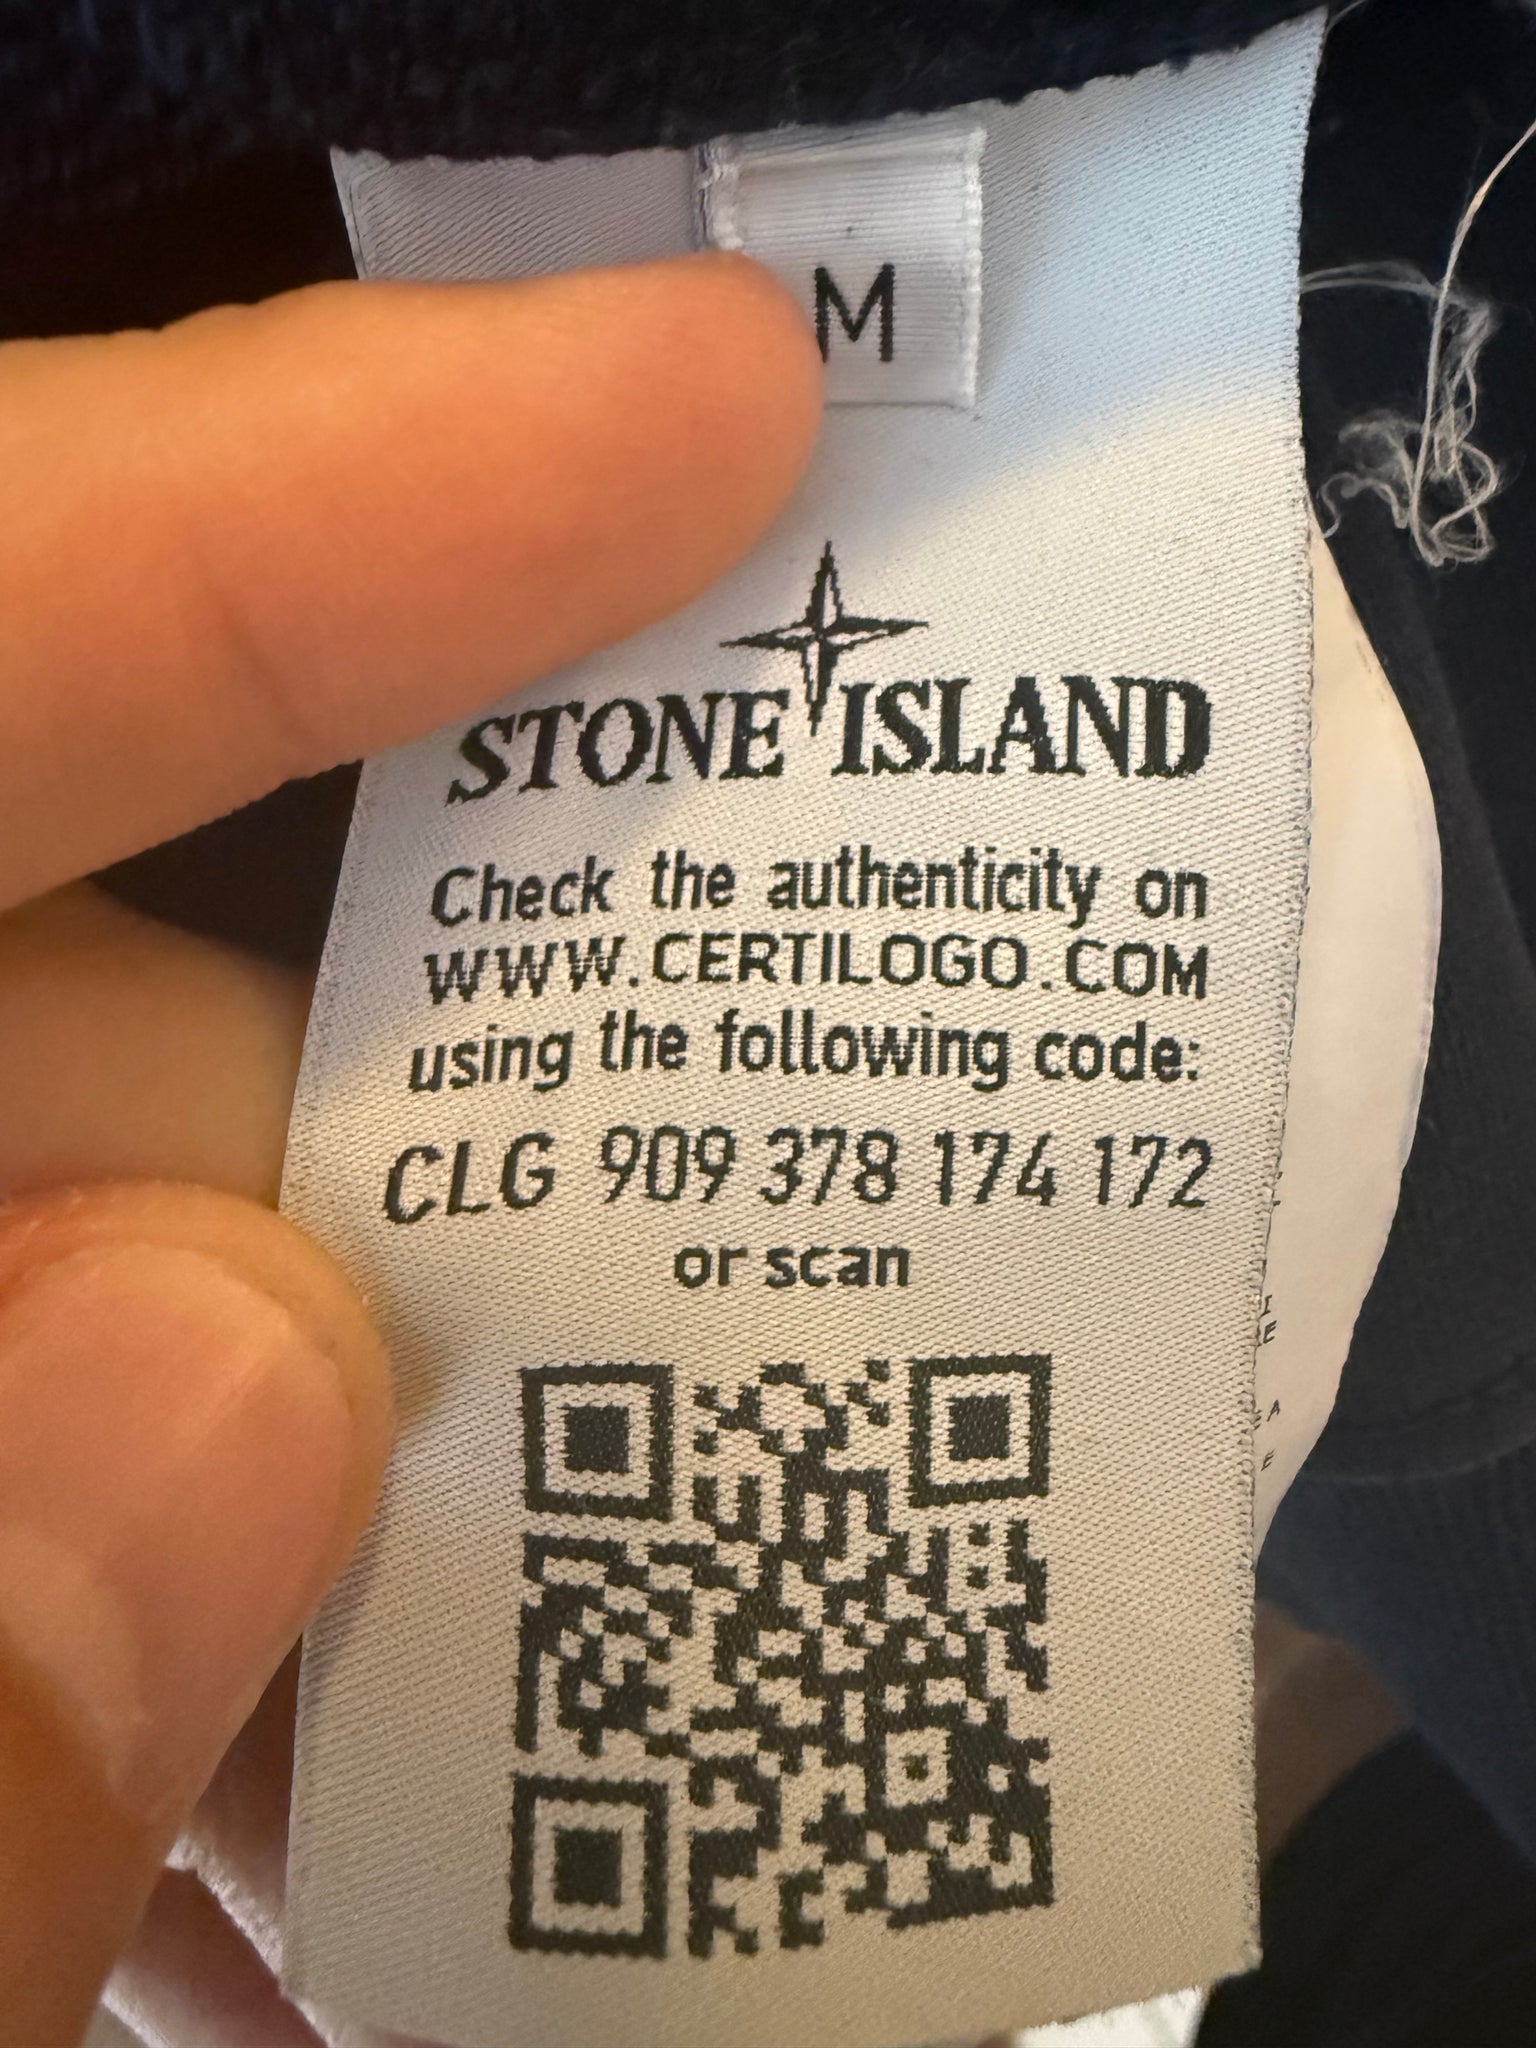 M
STONE ISLAND
Check the authenticity on
WWW.CERTILOGO.COM
using the following code:
CLG 909 378 174 172
or scan